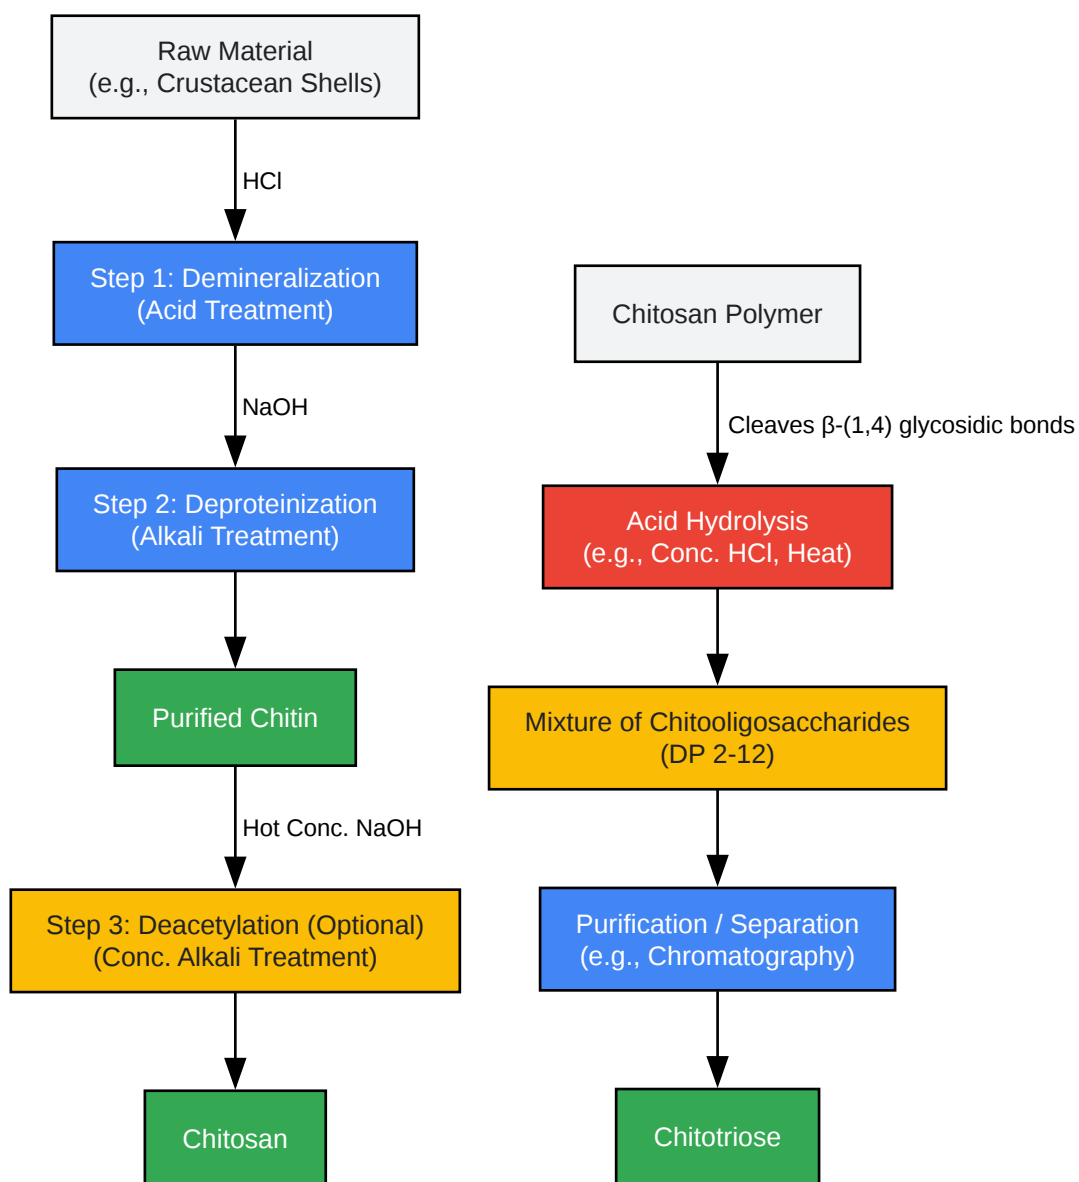 Raw Material
(e.g., Crustacean Shells)
HCl
Step 1: Demineralization
(Acid Treatment)
NaOH
Step 2: Deproteinization
(Alkali Treatment)
Purified Chitin
Hot Conc. NaOH
Step 3: Deacetylation (Optional)
(Conc. Alkali Treatment)
Chitosan
Chitosan Polymer
Cleaves β-(1,4) glycosidic bonds
Acid Hydrolysis
(e.g., Conc. HCl, Heat)
Mixture of Chitooligosaccharides
(DP 2-12)
Purification / Separation
(e.g., Chromatography)
Chitotriose